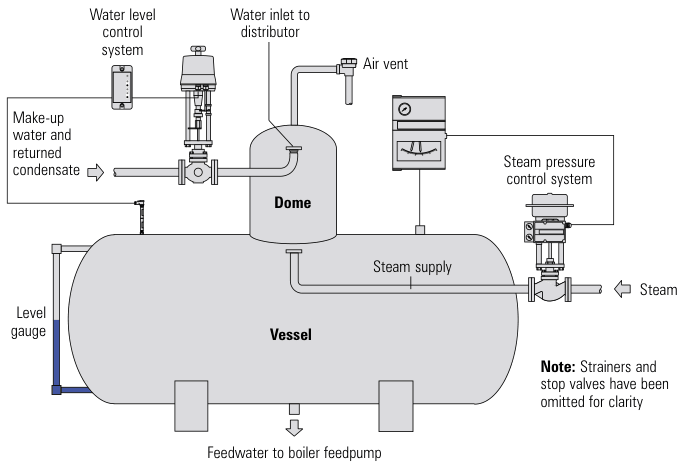 Water level
control
system
Water inlet to
distributor
Air vent
Make-up
water and
returned
condensate
Steam pressure
control system
Dome
Steam supply
Steam
Level
gauge
Vessel
Note: Strainers and
stop valves have been
omitted for clarity
Feedwater to boiler feedpump